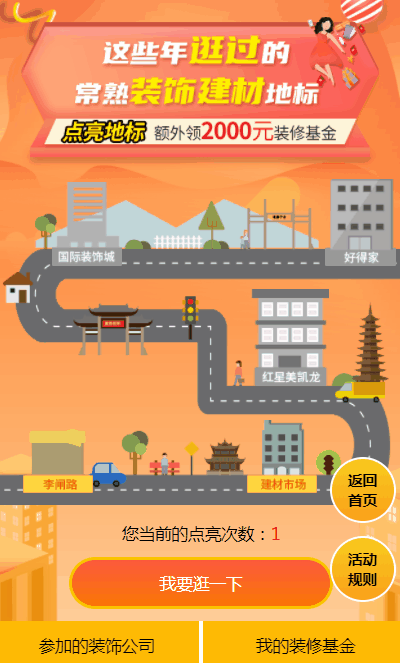 这些年逛过的
常熟装饰建材地标
点亮地标 额外领2000元装修基金
国际装饰城
好得家
红星美凯龙
李闸路
建材市场
返回
首页
您当前的点亮次数：1
活动
规则
我要逛一下
参加的装饰公司
我的装修基金